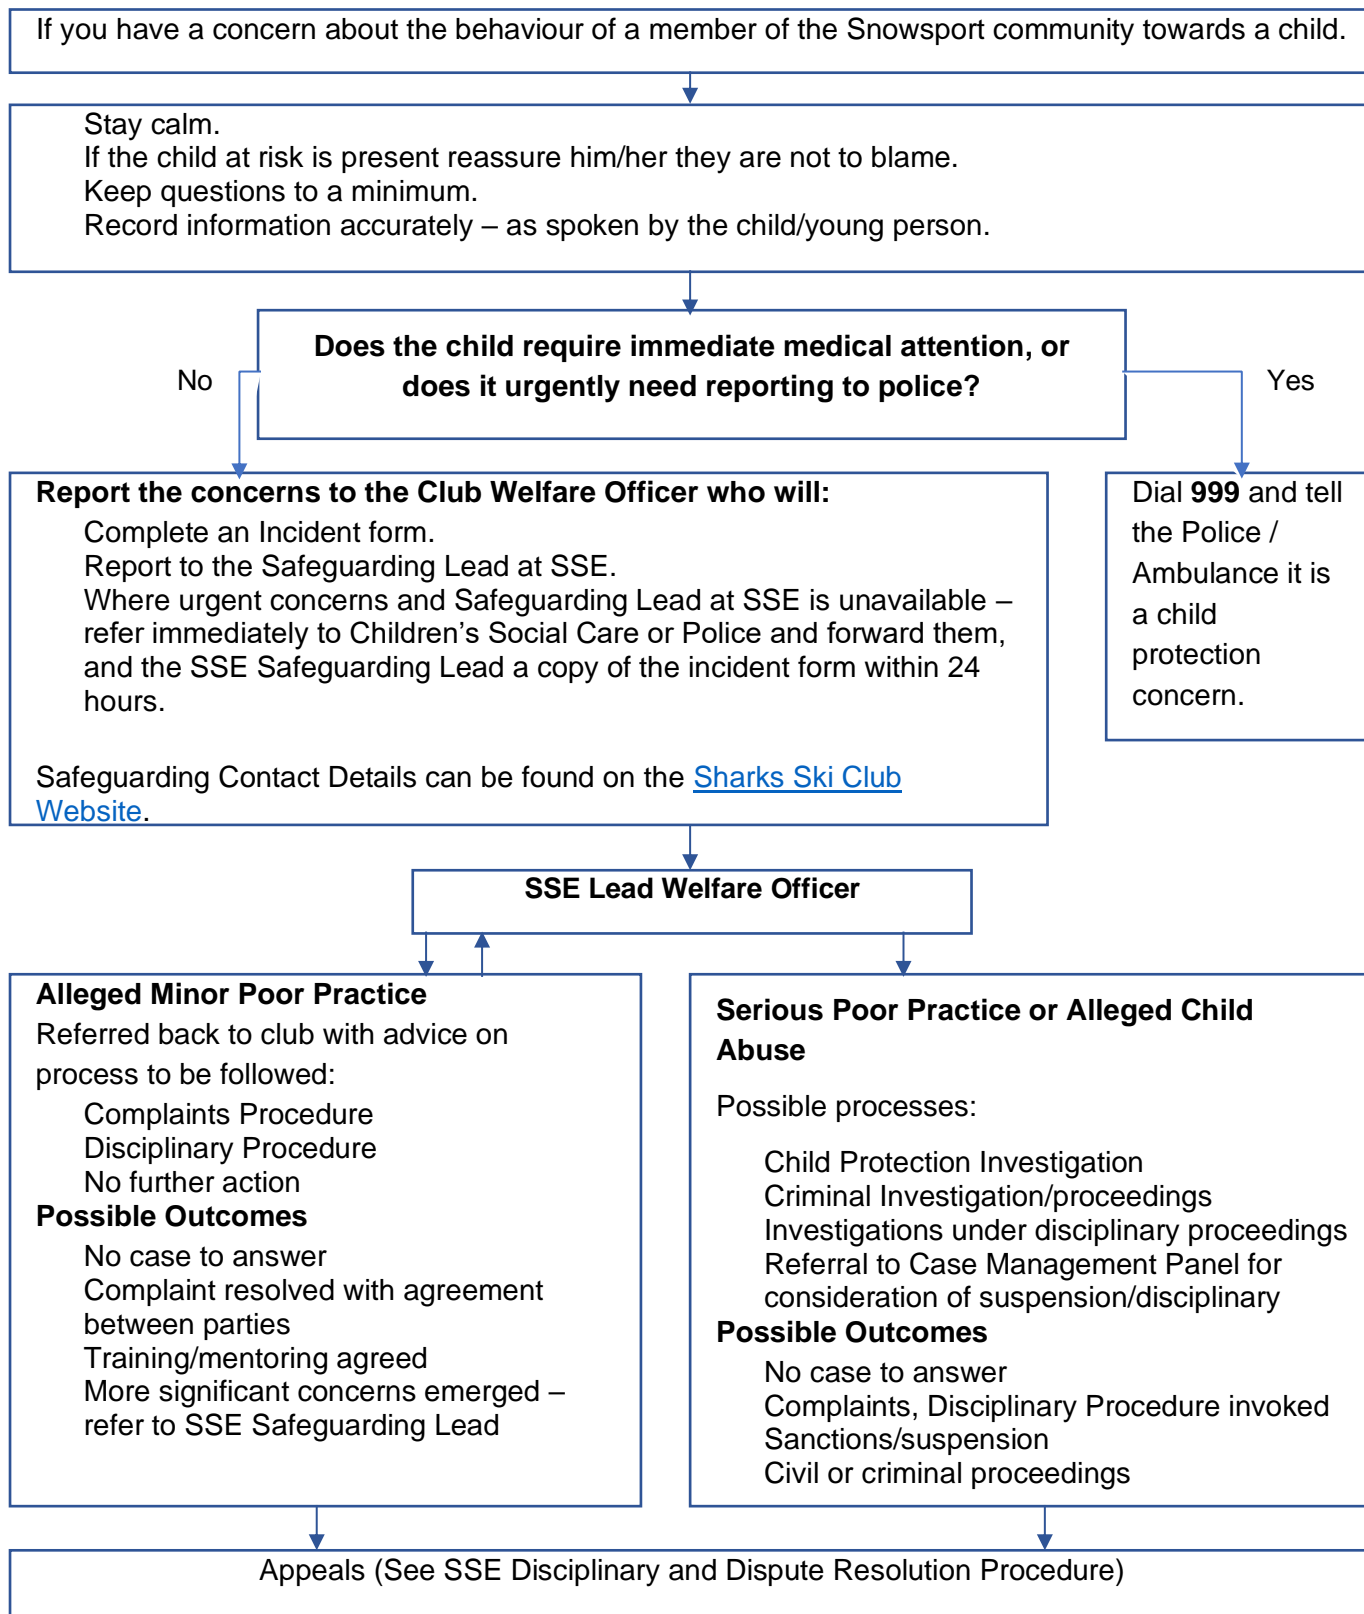 If you have a concern about the behaviour of a member of the Snowsport community towards a child.
Stay calm.
If the child at risk is present reassure him/her they are not to blame.
Keep questions to a minimum.
Record information accurately – as spoken by the child/young person.
Does the child require immediate medical attention, or
does it urgently need reporting to police?
No
Yes
Report the concerns to the Club Welfare Officer who will:
Complete an Incident form.
Report to the Safeguarding Lead at SSE.
Where urgent concerns and Safeguarding Lead at SSE is unavailable –
refer immediately to Children’s Social Care or Police and forward them,
and the SSE Safeguarding Lead a copy of the incident form within 24
hours.
Safeguarding Contact Details can be found on the Sharks Ski Club
Website.
Dial 999 and tell
the Police /
Ambulance it is
a child
protection
concern.
SSE Lead Welfare Officer
Alleged Minor Poor Practice
Referred back to club with advice on
process to be followed:
Complaints Procedure
Disciplinary Procedure
No further action
Possible Outcomes
No case to answer
Complaint resolved with agreement
between parties
Training/mentoring agreed
More significant concerns emerged –
refer to SSE Safeguarding Lead
Serious Poor Practice or Alleged Child
Abuse
Possible processes:
Child Protection Investigation
Criminal Investigation/proceedings
Investigations under disciplinary proceedings
Referral to Case Management Panel for
consideration of suspension/disciplinary
Possible Outcomes
No case to answer
Complaints, Disciplinary Procedure invoked
Sanctions/suspension
Civil or criminal proceedings
Appeals (See SSE Disciplinary and Dispute Resolution Procedure)